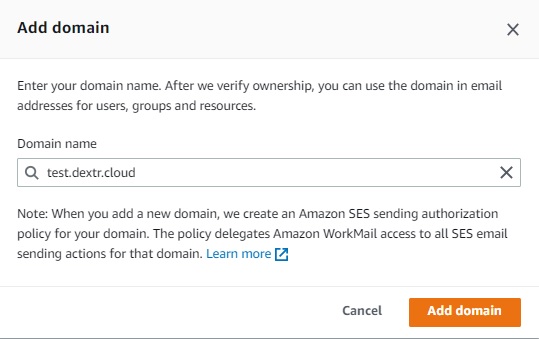 Add domain
Enter your domain name. After we verify ownership, you can use the domain in email
addresses for users, groups and resources.
Domain name
test.dextr.cloud
Note: When you add a new domain, we create an Amazon SES sending authorization
policy for your domain. The policy delegates Amazon WorkMail access to all SES email
sending actions for that domain. Learn more
Cancel
Add domain